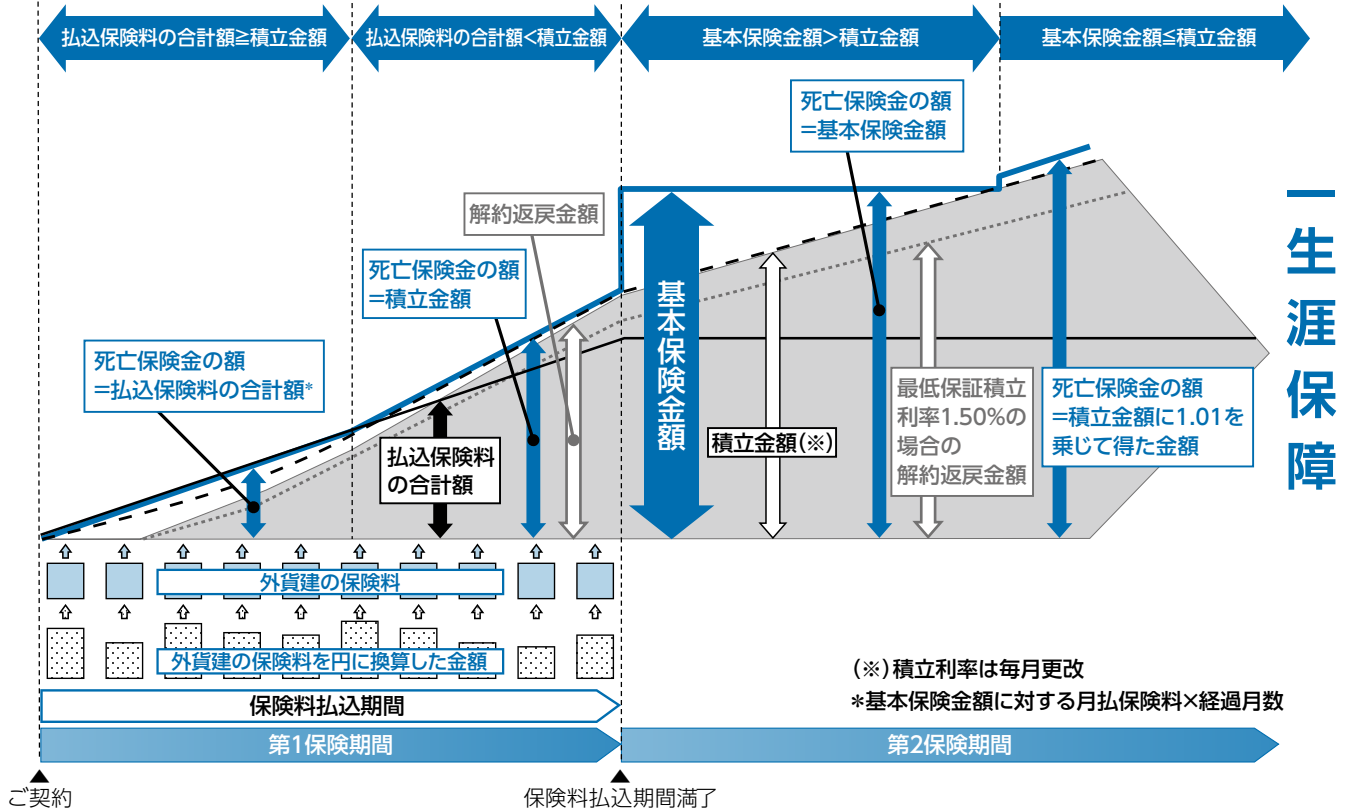 払込保険料の合計額≧積立金額
払込保険料の合計額<積立金額
基本保険金額>積立金額
基本保険金額≦積立金額
死亡保険金の額
=基本保険金額
解約返戻金額
死亡保険金の額
=積立金額
死亡保険金の額
=払込保険料の合計額*
払込保険料
の合計額
基本保険金額
積立金額(※)
最低保証積立
利率1.50%の
場合の
解約返戻金額
死亡保険金の額
=積立金額に1.01を
乗じて得た金額
一生涯保障
外貨建の保険料
外貨建の保険料を円に換算した金額
(※)積立利率は毎月更改
*基本保険金額に対する月払保険料×経過月数
保険料払込期間
第1保険期間
第2保険期間
ご契約
保険料払込期間満了